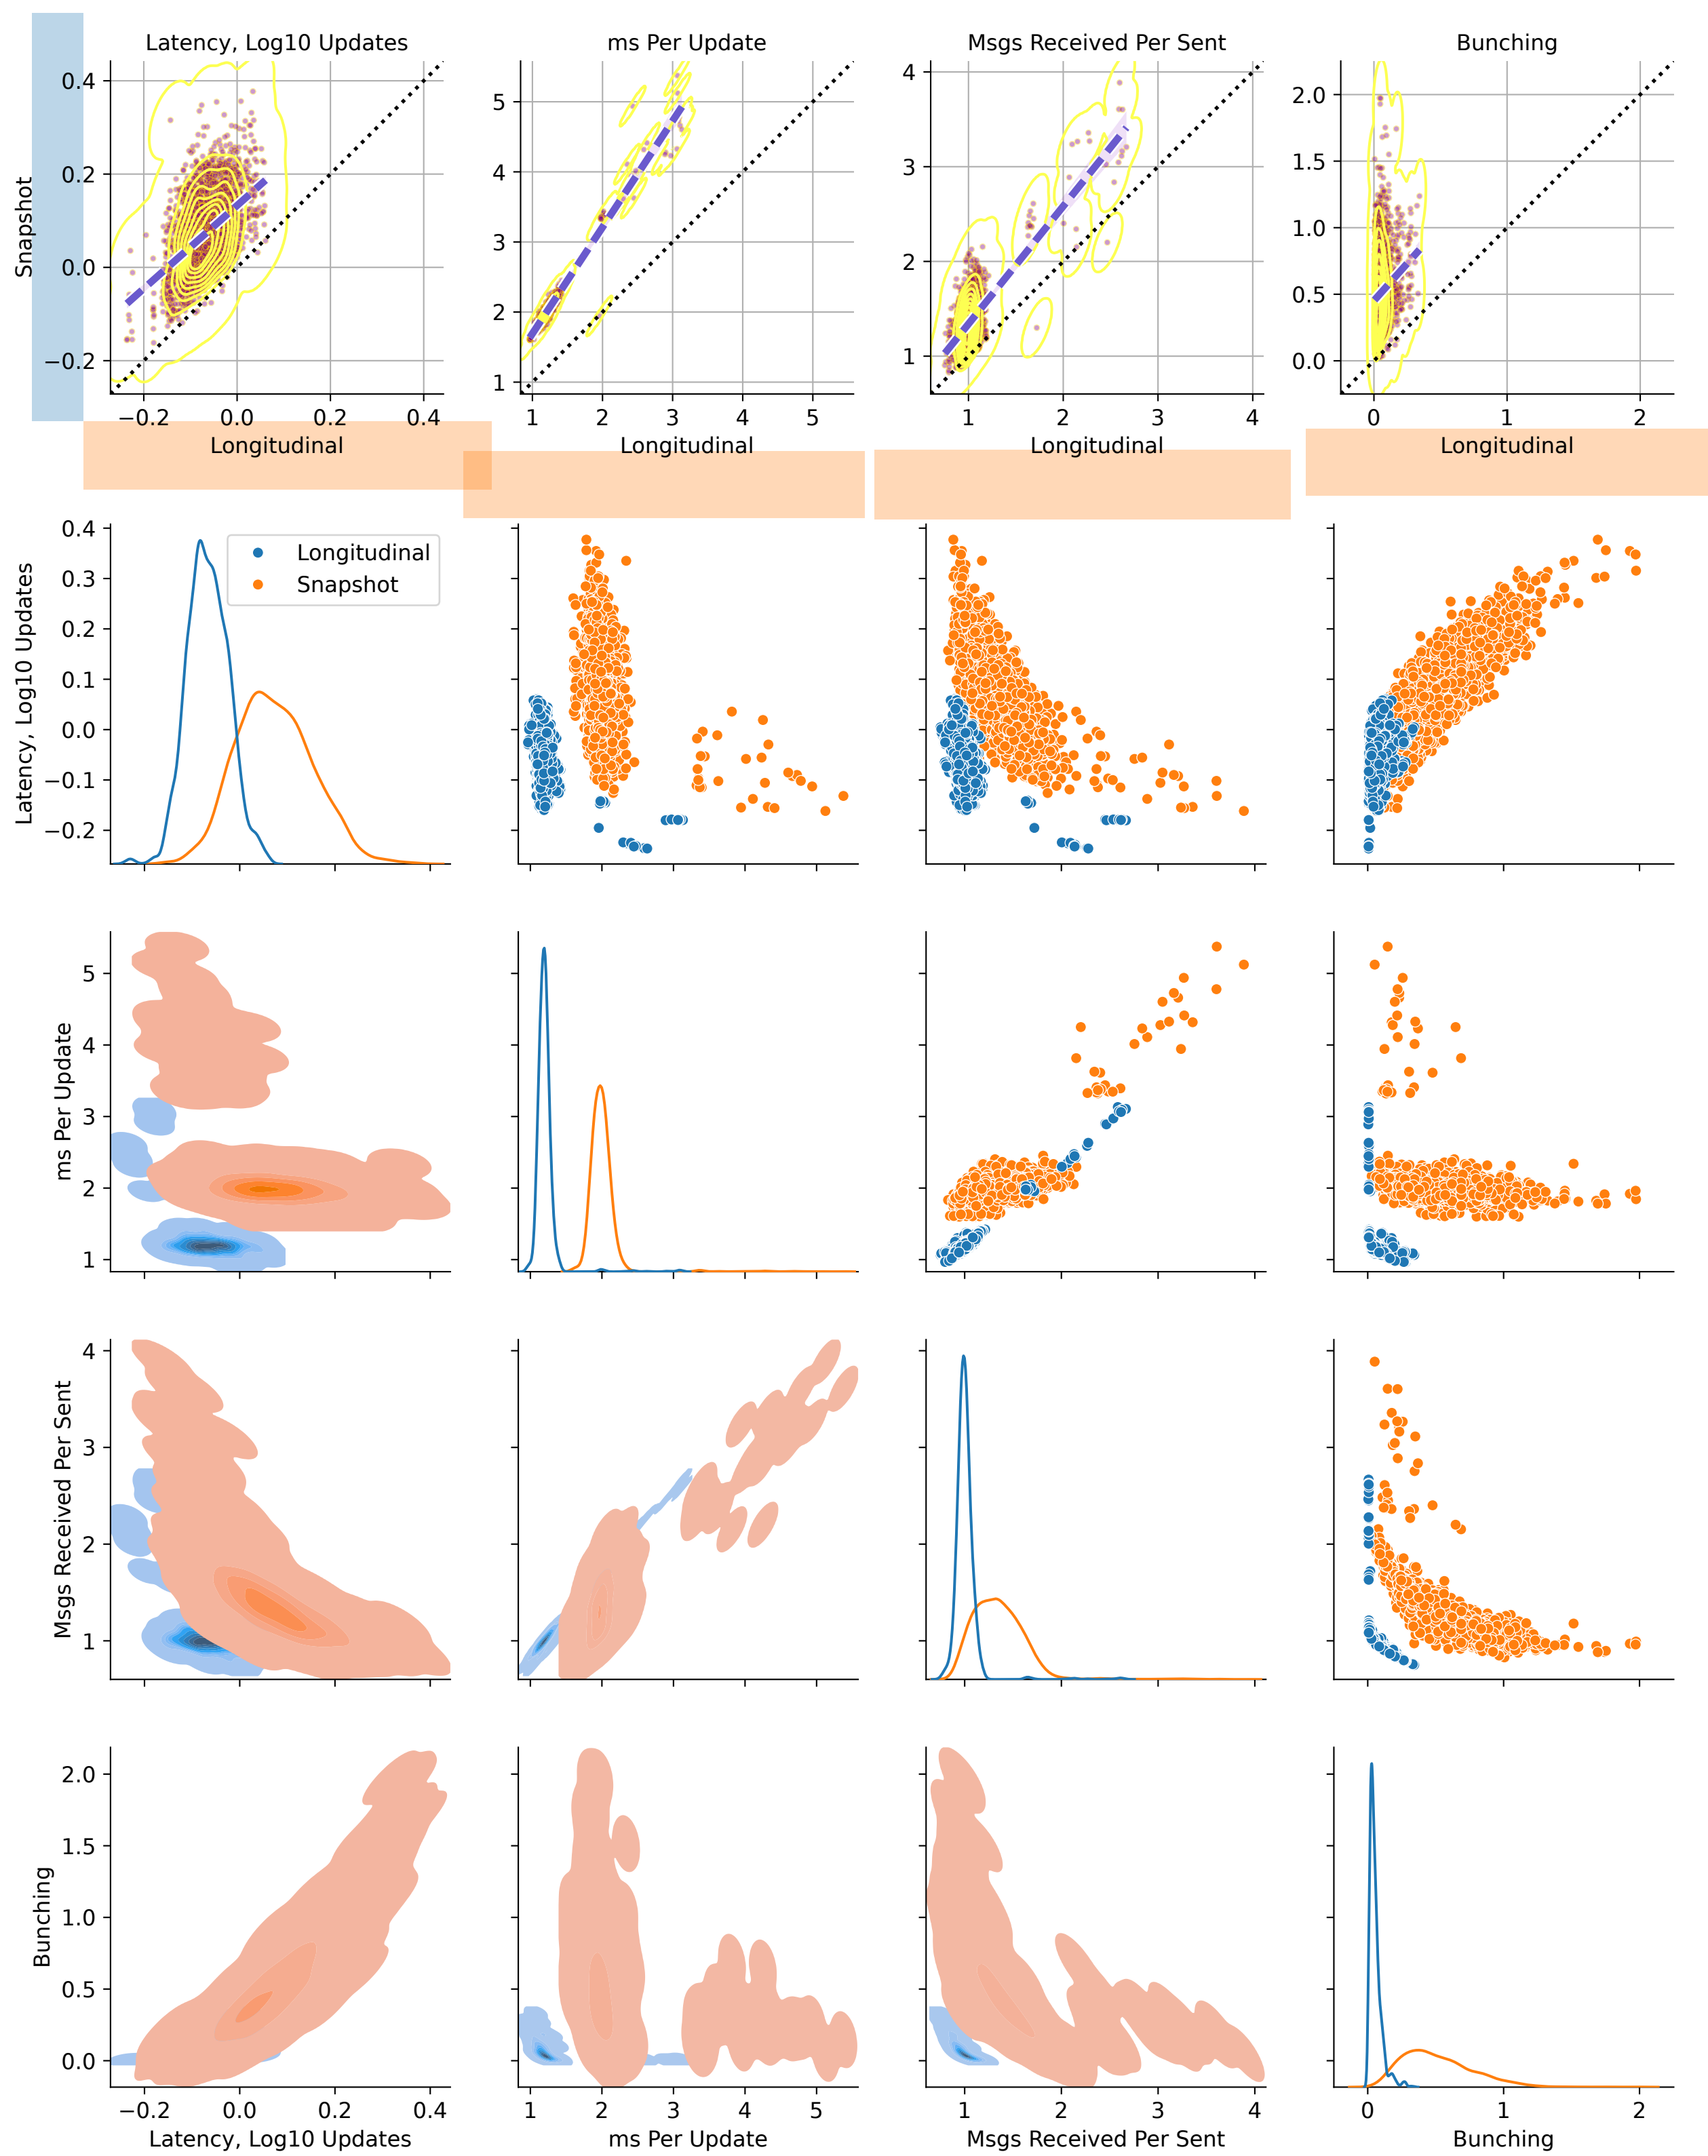 Latency, Log10 Updates
ms Per Update
Msgs Received Per Sent
Bunching
Snapshot
0.4
0.2
0.0
−0.2
−0.2 0.0 0.2 0.4
Longitudinal
5
4
3
2
1
1 2 3 4 5
Longitudinal
4
3
2
1
1 2 3 4
Longitudinal
2.0
1.5
1.0
0.5
0.0
0 1 2
Longitudinal
Latency, Log10 Updates
0.4
0.3
0.2
0.1
0.0
−0.1
−0.2
Longitudinal
Snapshot
ms Per Update
5
4
3
2
1
Msgs Received Per Sent
4
3
2
1
Bunching
2.0
1.5
1.0
0.5
0.0
−0.2 0.0 0.2 0.4
Latency, Log10 Updates
1 2 3 4 5
ms Per Update
1 2 3 4
Msgs Received Per Sent
0 1 2
Bunching